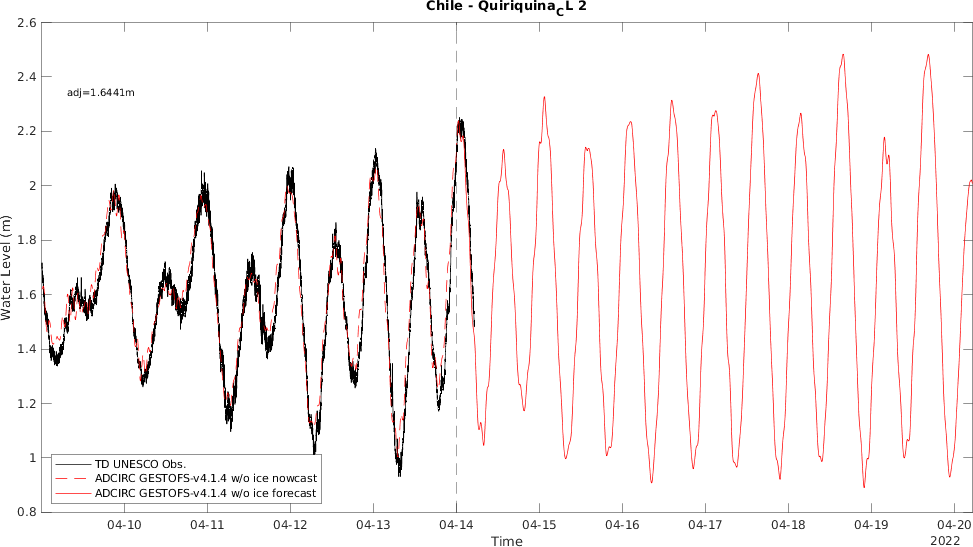 Chile - Quiriquina_CL 2
2.6
2.4
2.2
2
1.8
1.6
1.4
1.2
1
0.8
Water Level (m)
adj=1.6441m
TD UNESCO Obs.
ADCIRC GESTOFS-v4.1.4 w/o ice nowcast
ADCIRC GESTOFS-v4.1.4 w/o ice forecast
04-10 04-11 04-12 04-13 04-14 04-15 04-16 04-17 04-18 04-19 04-20
Time 2022